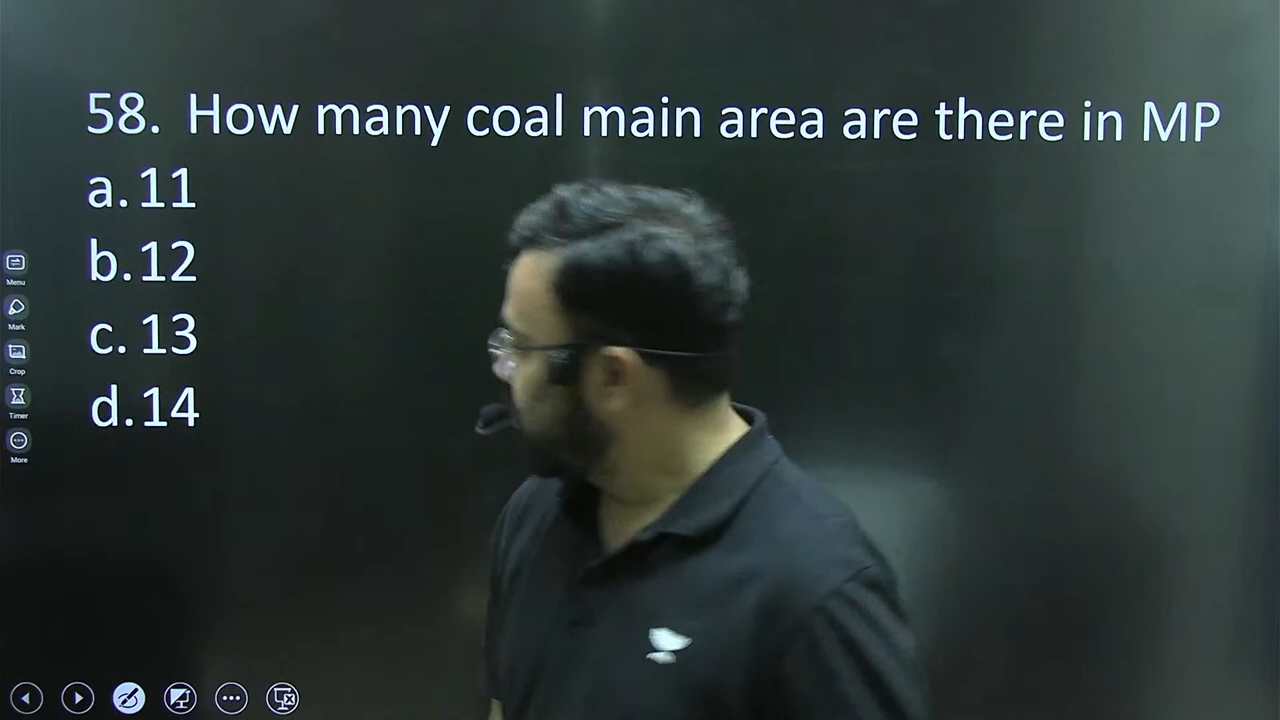 58. How many coal main area are there in MP
a. 11
b. 12
c. 13
d. 14
Menu
Mark
Crop
Timer
More